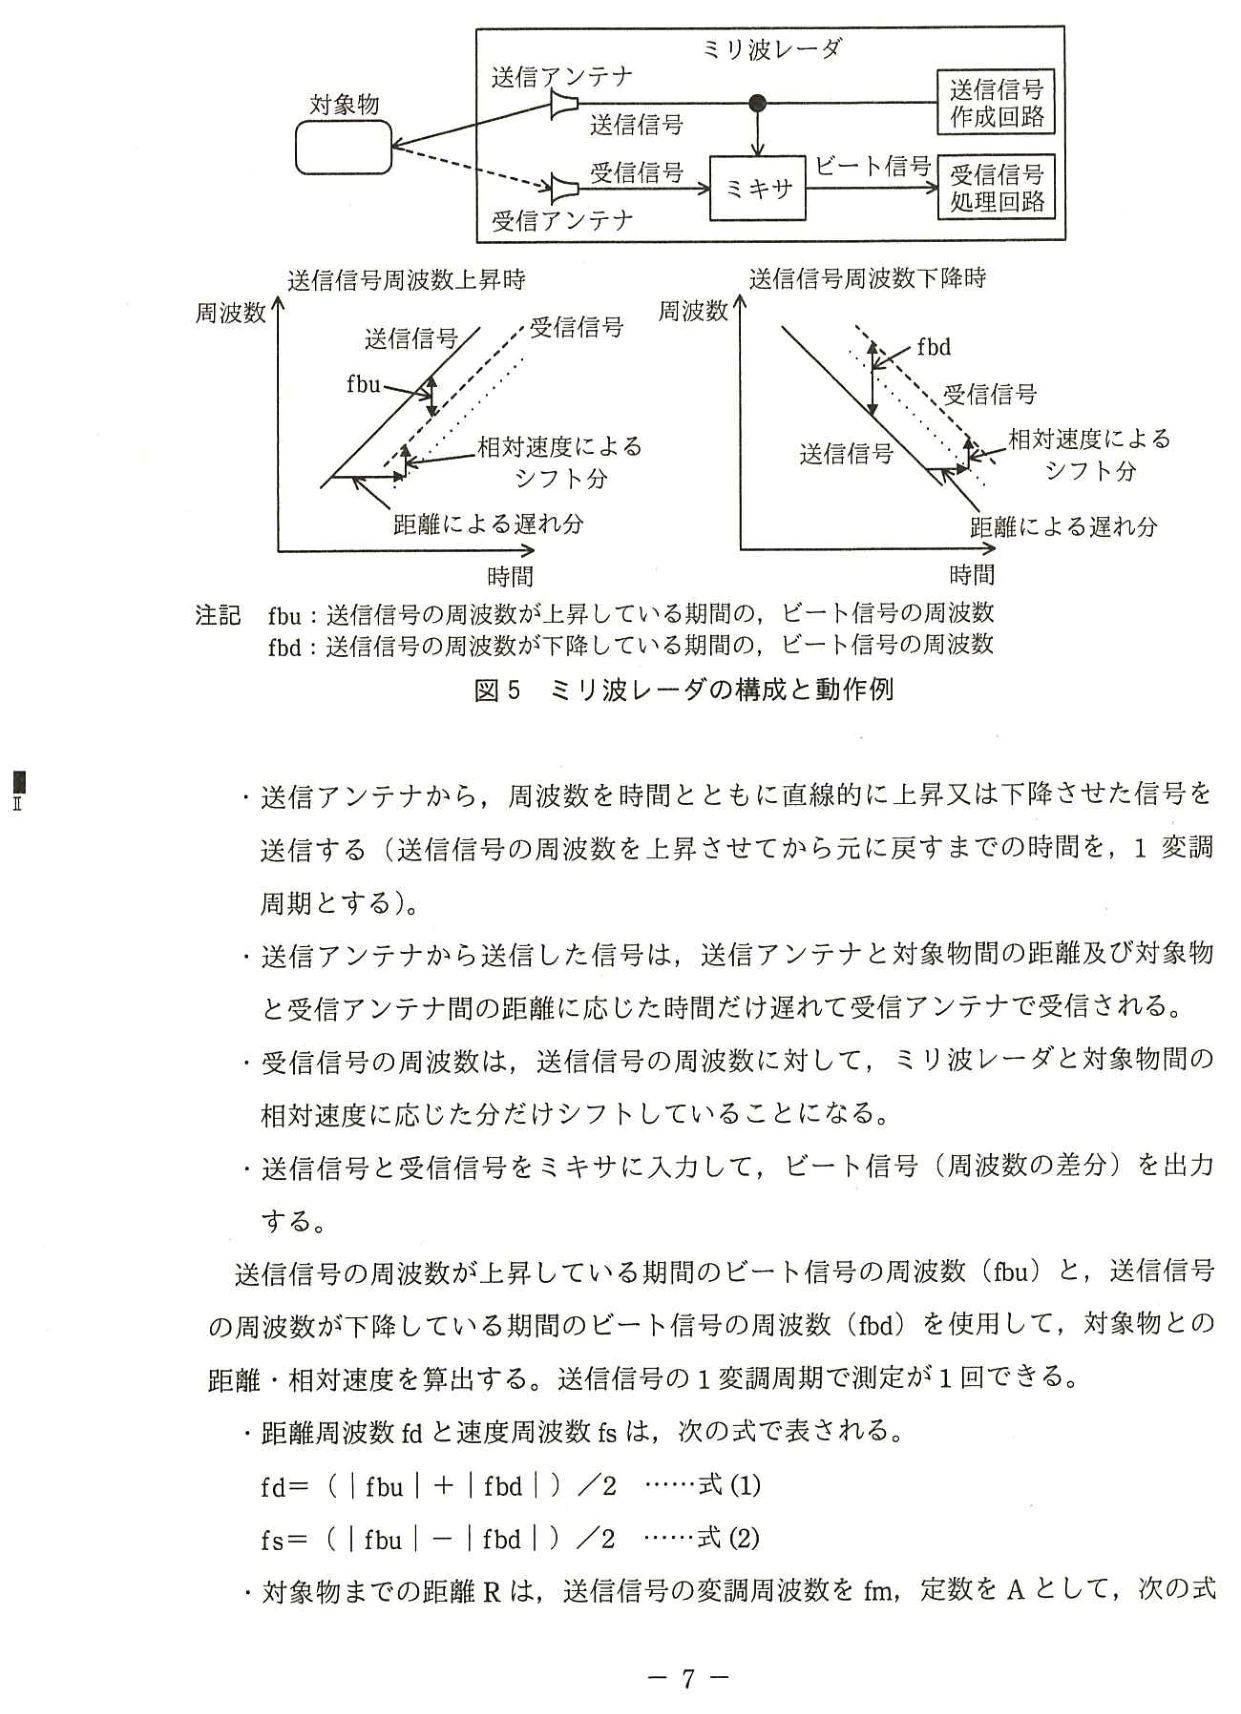 ミリ波レーダ
送信アンテナ
対象物
送信信号
送信信号
作成回路
受信信号
ミキサ
ビート信号
受信信号
処理回路
受信アンテナ
送信信号周波数上昇時
周波数
送信信号
受信信号
fbu
相対速度による
シフト分
距離による遅れ分
時間
送信信号周波数下降時
周波数
fbd
受信信号
送信信号
相対速度による
シフト分
距離による遅れ分
時間
注記 fbu：送信信号の周波数が上昇している期間の，ビート信号の周波数
fbd：送信信号の周波数が下降している期間の，ビート信号の周波数
図5 ミリ波レーダの構成と動作例
Ⅱ
・送信アンテナから，周波数を時間とともに直線的に上昇又は下降させた信号を
送信する（送信信号の周波数を上昇させてから元に戻すまでの時間を，1 変調
周期とする）。
・送信アンテナから送信した信号は，送信アンテナと対象物間の距離及び対象物
と受信アンテナ間の距離に応じた時間だけ遅れて受信アンテナで受信される。
・受信信号の周波数は，送信信号の周波数に対して，ミリ波レーダと対象物間の
相対速度に応じた分だけシフトしていることになる。
・送信信号と受信信号をミキサに入力して，ビート信号（周波数の差分）を出力
する。
送信信号の周波数が上昇している期間のビート信号の周波数（fbu）と，送信信号
の周波数が下降している期間のビート信号の周波数（fbd）を使用して，対象物との
距離・相対速度を算出する。送信信号の1変調周期で測定が1回できる。
・距離周波数 fd と速度周波数 fs は，次の式で表される。
fd＝（｜fbu｜＋｜fbd｜）／2 ……式(1)
fs＝（｜fbu｜－｜fbd｜）／2 ……式(2)
・対象物までの距離 R は，送信信号の変調周波数を fm，定数を A として，次の式
－ 7 －